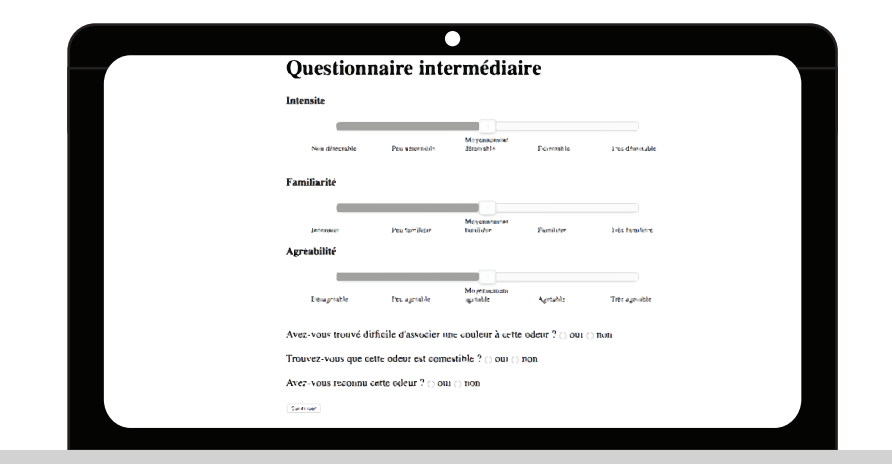 Questionnaire intermédiaire
Intensite
Moyennement
Non détectable Peu détectable détectable Détectable Très détectable
Familiarité
Moyennement
Inconnue Peu familière familière Familière Très familière
Agréabilité
Moyennement
Désagréable Peu agréable agréable Agréable Très agréable
Avez-vous trouvé difficile d'associer une couleur à cette odeur ? oui non
Trouvez-vous que cette odeur est comestible ? oui non
Avez-vous reconnu cette odeur ? oui non